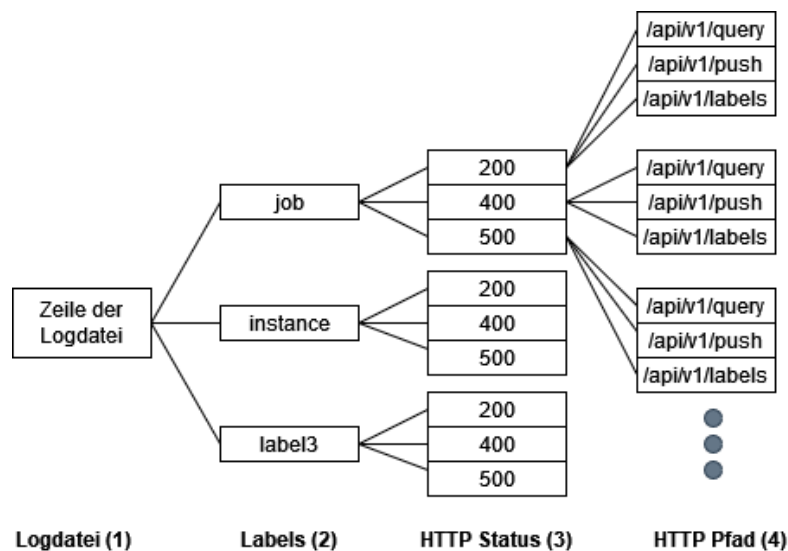 /api/v1/query
/api/v1/push
/api/v1/labels
200
400
500
job
/api/v1/query
/api/v1/push
/api/v1/labels
Zeile der
Logdatei
instance
200
400
500
/api/v1/query
/api/v1/push
/api/v1/labels
label3
200
400
500
Logdatei (1)
Labels (2)
HTTP Status (3)
HTTP Pfad (4)